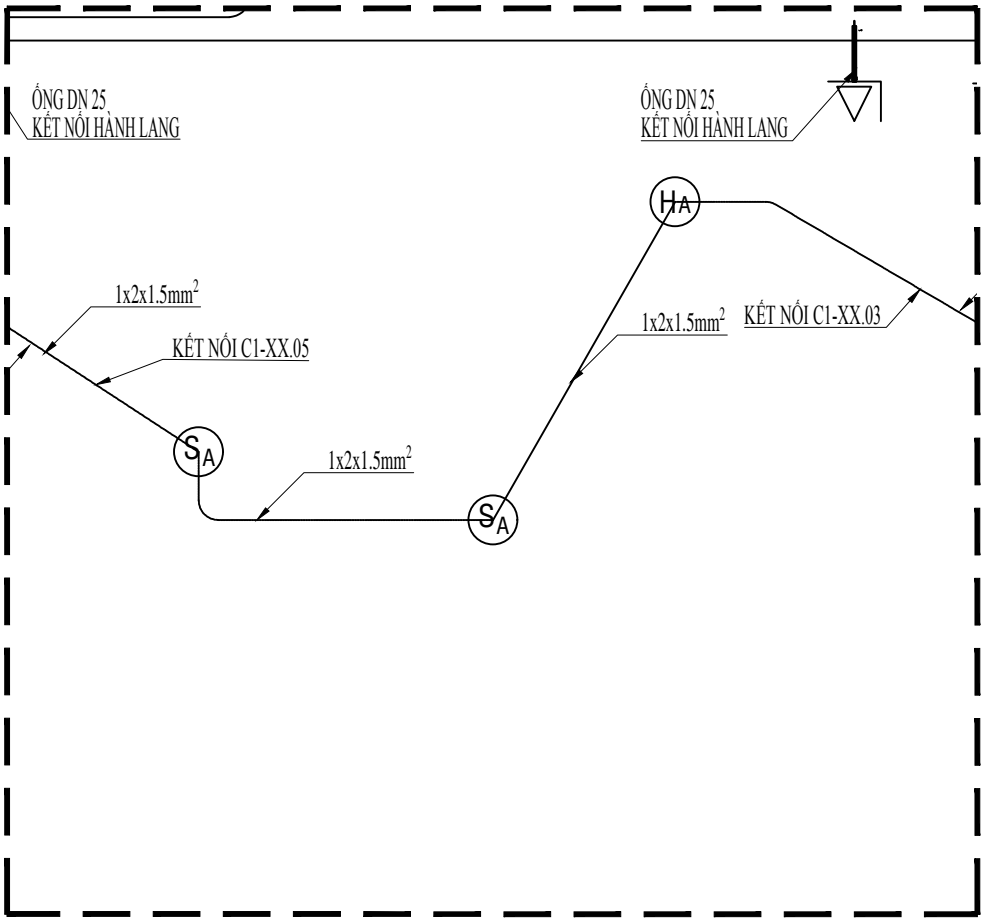 ỐNG DN 25
KẾT NỐI HÀNH LANG
ỐNG DN 25
KẾT NỐI HÀNH LANG
HA
1x2x1.5mm²
1x2x1.5mm²
KẾT NỐI C1-XX.03
KẾT NỐI C1-XX.05
SA
1x2x1.5mm²
SA